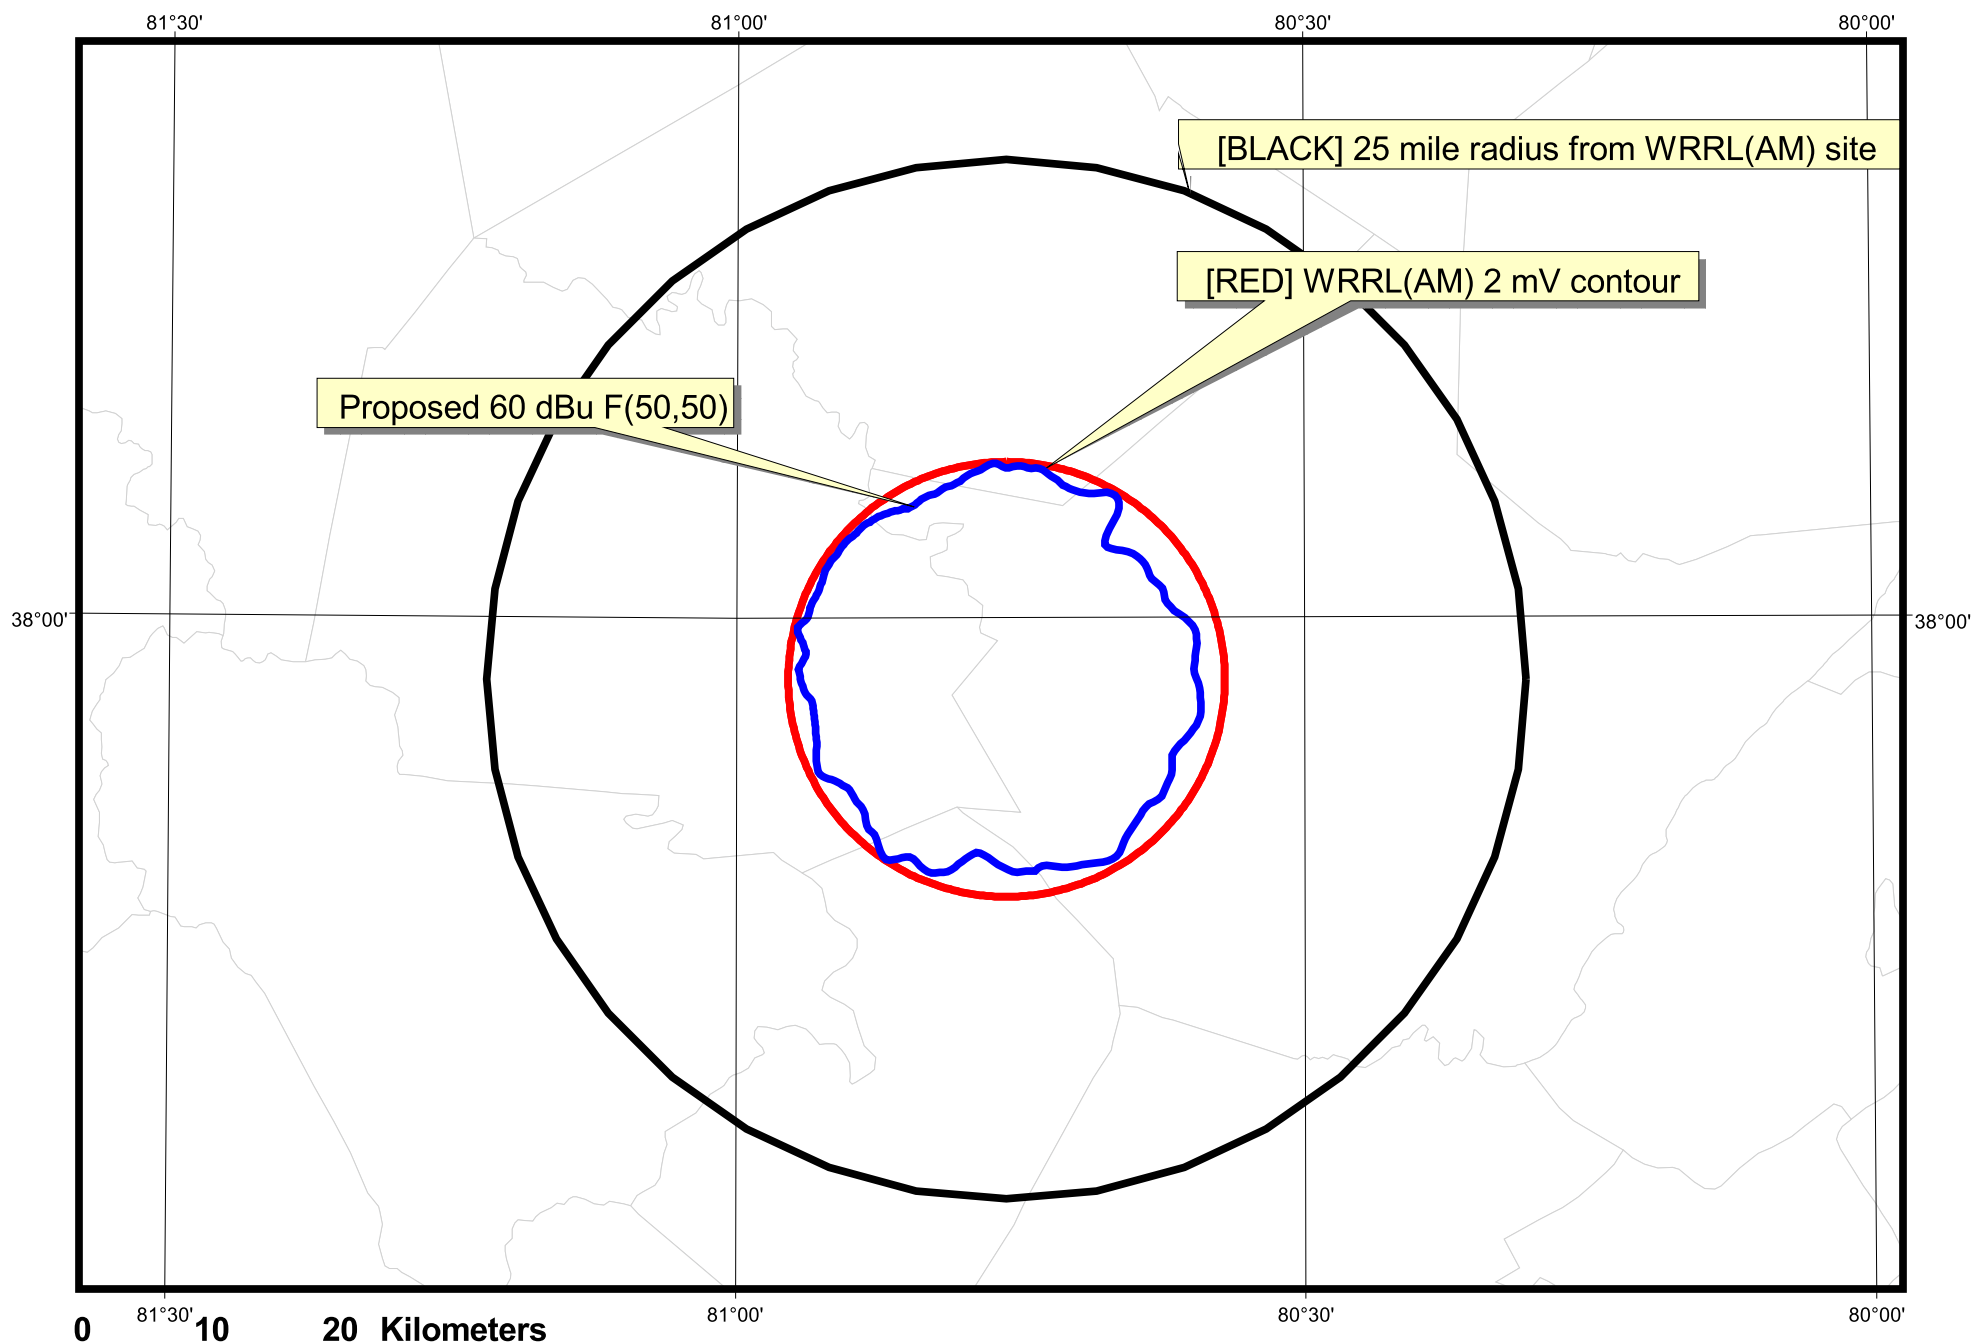 81°30' 81°00' 80°30' 80°00'
[BLACK] 25 mile radius from WRRL(AM) site
[RED] WRRL(AM) 2 mV contour
Proposed 60 dBu F(50,50)
38°00' 38°00'
81°30' 81°00' 80°30' 80°00'
0 10 20 Kilometers